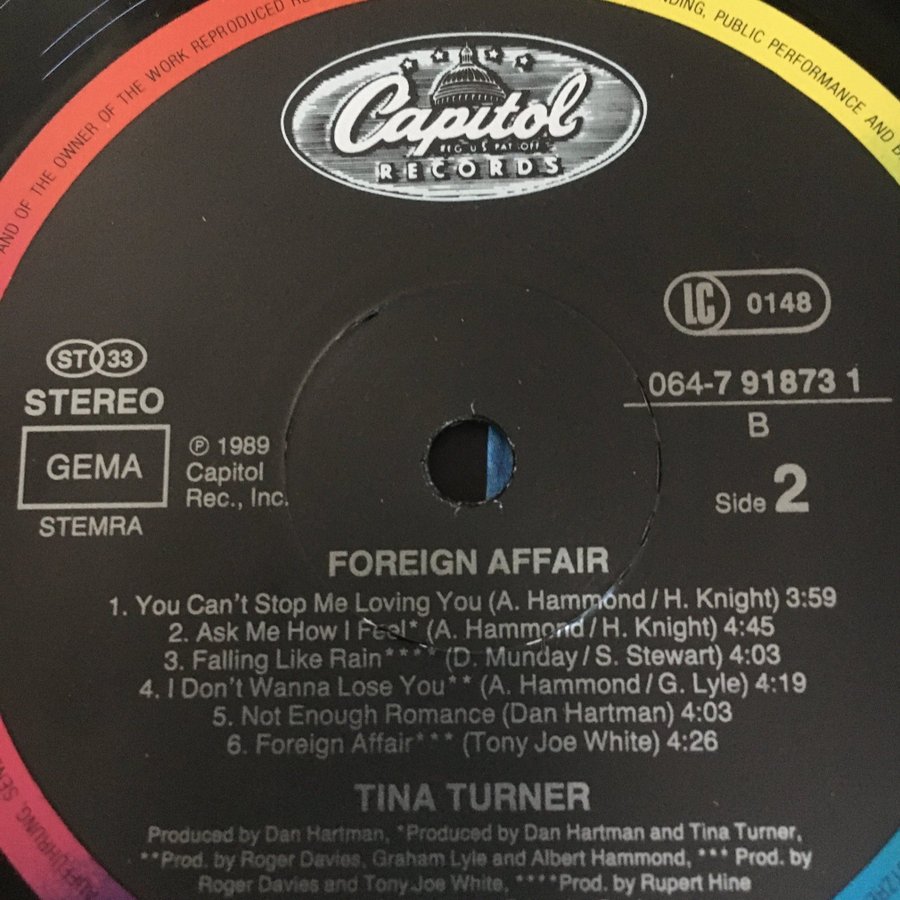 AND OF THE OWNER OF THE WORK REPRODUCED RE
DING, PUBLIC PERFORMANCE AND B
Capitol
REG. U.S. PAT. OFF.
RECORDS
LC 0148
ST 33
STEREO
064-7 91873 1
B
GEMA
STEMRA
℗ 1989
Capitol
Rec., Inc.
Side 2
FOREIGN AFFAIR
1. You Can't Stop Me Loving You (A. Hammond/H. Knight) 3:59
2. Ask Me How I Feel* (A. Hammond/H. Knight) 4:45
3. Falling Like Rain**** (D. Munday/S. Stewart) 4:03
4. I Don't Wanna Lose You** (A. Hammond/G. Lyle) 4:19
5. Not Enough Romance (Dan Hartman) 4:03
6. Foreign Affair*** (Tony Joe White) 4:26
TINA TURNER
Produced by Dan Hartman, *Produced by Dan Hartman and Tina Turner,
**Prod. by Roger Davies, Graham Lyle and Albert Hammond, *** Prod. by
Roger Davies and Tony Joe White, ****Prod. by Rupert Hine